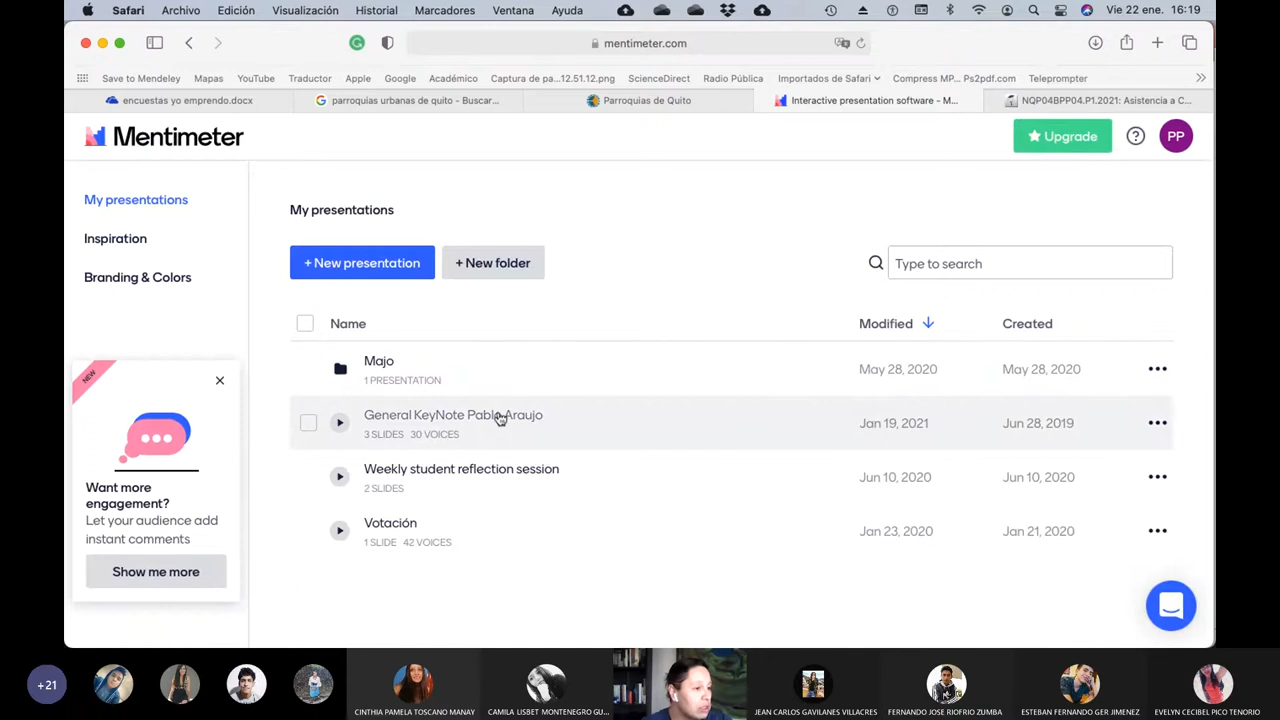 Safari Archivo Edición Visualización Historial Marcadores Ventana Ayuda Vie 22 ene. 16:19
mentimeter.com
Save to Mendeley Mapas YouTube Traductor Apple Google Académico Captura de pa...12.51.12.png ScienceDirect Radio Pública Importados de Safari Compress MP... Ps2pdf.com Teleprompter
encuestas yo emprendo.docx parroquias urbanas de quito - Buscar... Parroquias de Quito Interactive presentation software - M... NQP04BPP04.P1.2021: Asistencia a C...
Mentimeter
Upgrade
?
PP
My presentations
Inspiration
Branding & Colors
My presentations
+ New presentation
+ New folder
Type to search
Name Modified Created
Majo May 28, 2020 May 28, 2020
1 PRESENTATION
General KeyNote Pablo Araujo Jan 19, 2021 Jun 28, 2019
3 SLIDES 30 VOICES
Weekly student reflection session Jun 10, 2020 Jun 10, 2020
2 SLIDES
Votación Jan 23, 2020 Jan 21, 2020
1 SLIDE 42 VOICES
NEW
Want more
engagement?
Let your audience add
instant comments
Show me more
+21
CINTHIA PAMELA TOSCANO MANAY
CAMILA LISBET MONTENEGRO GU...
JEAN CARLOS GAVILANES VILLACRES
FERNANDO JOSE RIOFRIO ZUMBA
ESTEBAN FERNANDO GER JIMENEZ
EVELYN CECIBEL PICO TENORIO